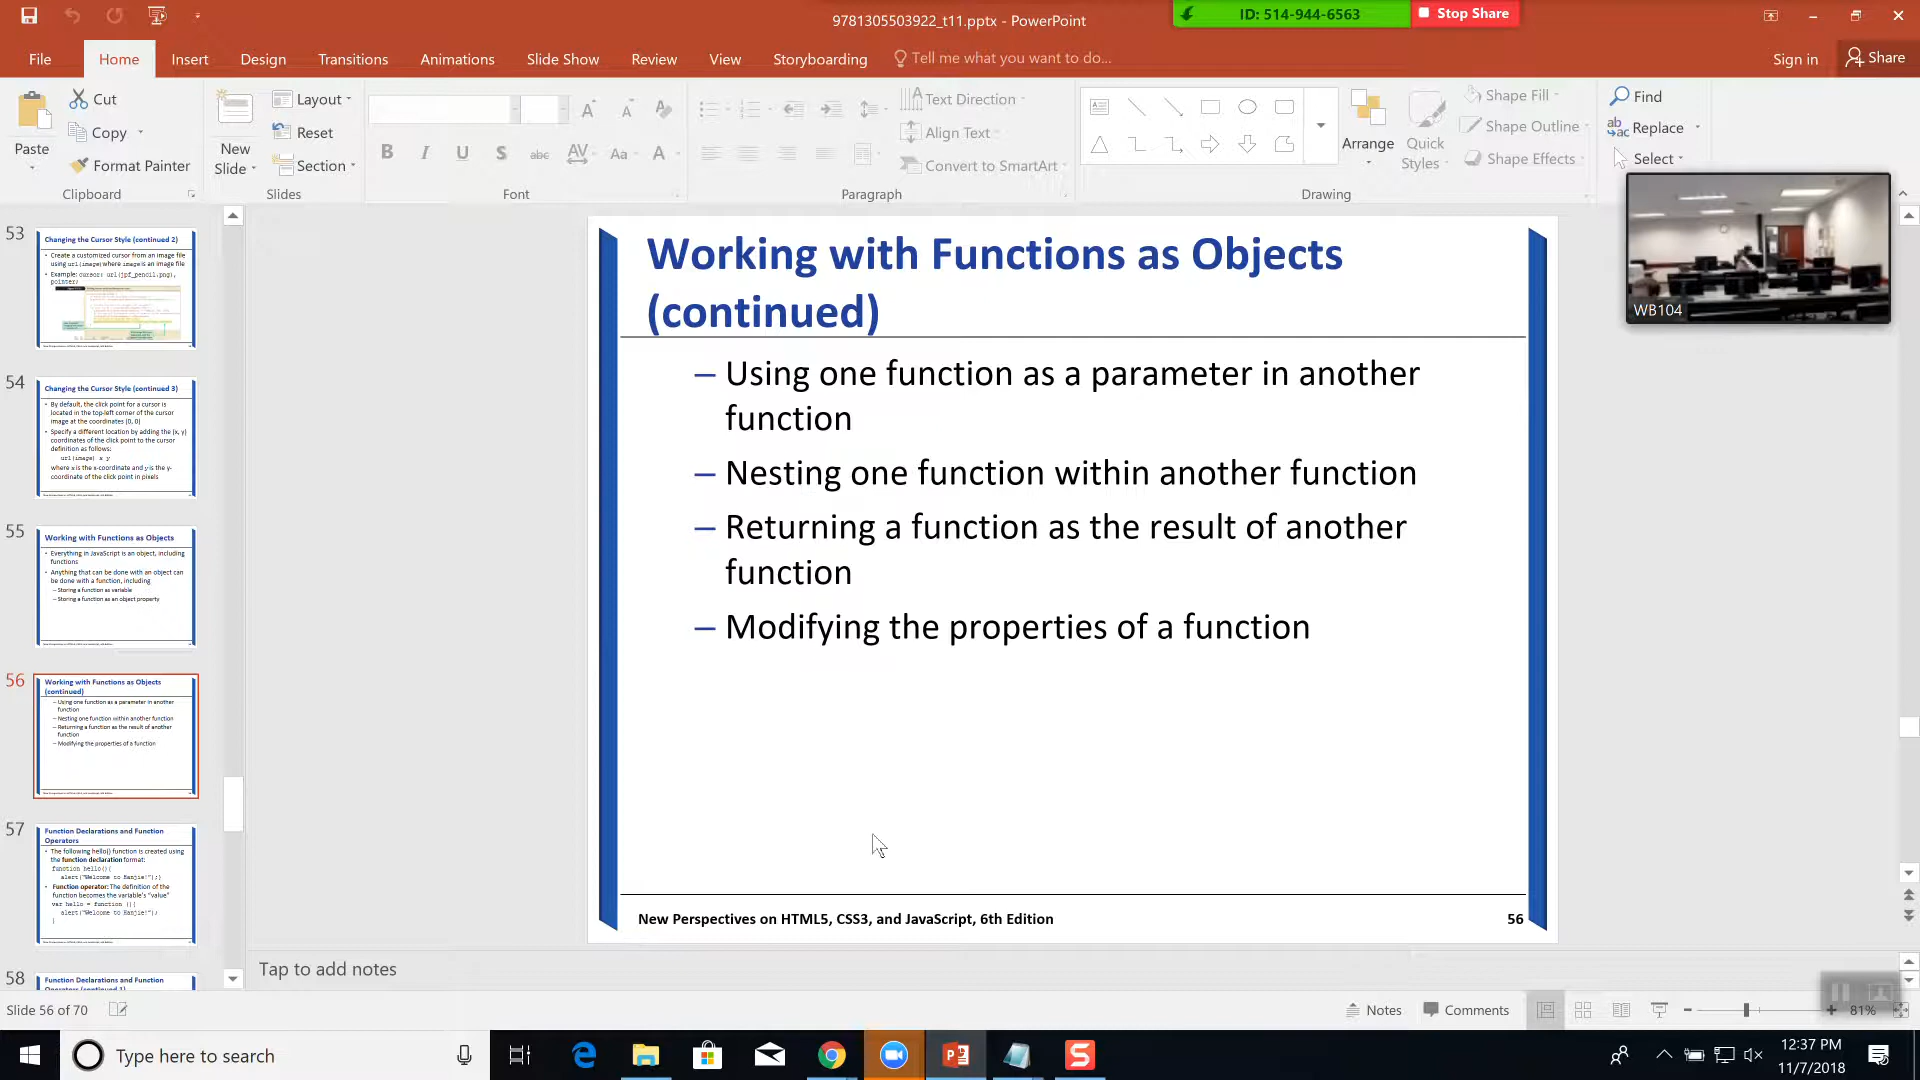 9781305503922_t11.pptx - PowerPoint
ID: 514-944-6563
Stop Share
File
Home
Insert
Design
Transitions
Animations
Slide Show
Review
View
Storyboarding
Tell me what you want to do...
Sign in
Share
Paste
Cut
Copy
Format Painter
Clipboard
New
Slide
Layout
Reset
Section
Slides
B I U S abc AV Aa A
Font
Text Direction
Align Text
Convert to SmartArt
Paragraph
Arrange
Quick
Styles
Shape Fill
Shape Outline
Shape Effects
Drawing
Find
Replace
Select
WB104
53
Changing the Cursor Style (continued 2)
• Create a customized cursor from an image file
using url(image) where image is an image file
• Example: cursor: url(jpf_pencil.png),
pointer;
54
Changing the Cursor Style (continued 3)
• By default, the click point for a cursor is
located in the top-left corner of the cursor
image at the coordinates (0, 0)
• Specify a different location by adding the (x, y)
coordinates of the click point to the cursor
definition as follows:
url(image) x y
where x is the x-coordinate and y is the y-
coordinate of the click point in pixels
55
Working with Functions as Objects
• Everything in JavaScript is an object, including
functions
• Anything that can be done with an object can
be done with a function, including
– Storing a function as variable
– Storing a function as an object property
56
Working with Functions as Objects
(continued)
– Using one function as a parameter in another
function
– Nesting one function within another function
– Returning a function as the result of another
function
– Modifying the properties of a function
57
Function Declarations and Function
Operators
• The following hello() function is created using
the function declaration format:
function hello(){
alert("Welcome to Hanjie!");}
• Function operator: The definition of the
function becomes the variable's "value"
var hello = function (){
alert("Welcome to Hanjie!");
}
58
Function Declarations and Function
Operators (continued 1)
Working with Functions as Objects
(continued)
– Using one function as a parameter in another
function
– Nesting one function within another function
– Returning a function as the result of another
function
– Modifying the properties of a function
New Perspectives on HTML5, CSS3, and JavaScript, 6th Edition
56
Tap to add notes
Slide 56 of 70
Notes
Comments
81%
Type here to search
12:37 PM
11/7/2018